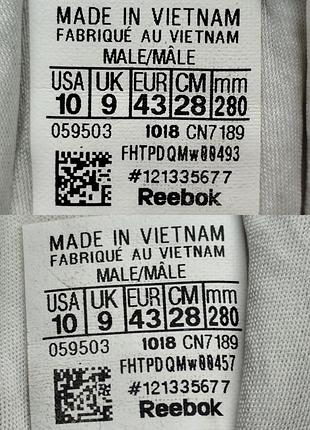 MADE IN VIETNAM
FABRIQUÉ AU VIETNAM
MALE/MÂLE
USA UK EUR CM mm
10 9 43 28 280
059503 1018 CN7189
FHTPDQMw00493
#121335677
Reebok
MADE IN VIETNAM
FABRIQUÉ AU VIETNAM
MALE/MÂLE
USA UK EUR CM mm
10 9 43 28 280
059503 1018 CN7189
FHTPDQMw00457
#121335677
Reebok